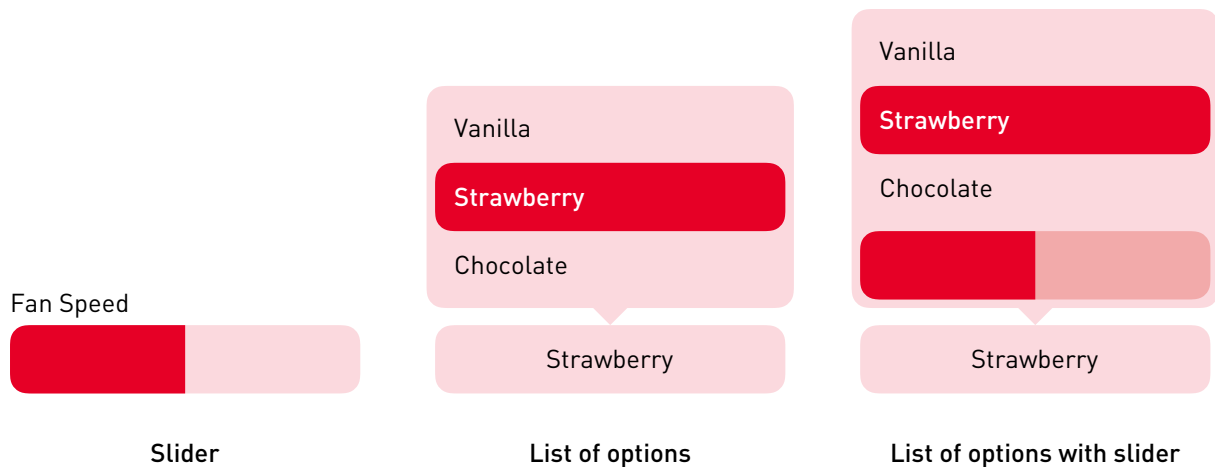 Fan Speed
Slider
Vanilla
Strawberry
Chocolate
Strawberry
List of options
Vanilla
Strawberry
Chocolate
Strawberry
List of options with slider